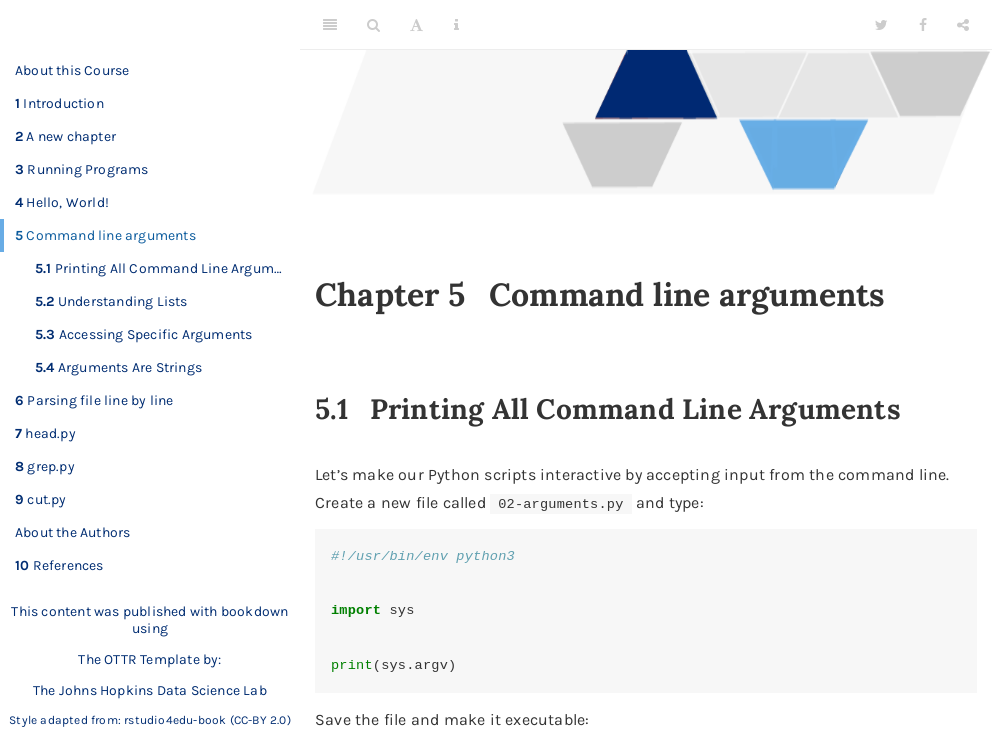 About this Course
1 Introduction
2 A new chapter
3 Running Programs
4 Hello, World!
5 Command line arguments
5.1 Printing All Command Line Argum…
5.2 Understanding Lists
5.3 Accessing Specific Arguments
5.4 Arguments Are Strings
6 Parsing file line by line
7 head.py
8 grep.py
9 cut.py
About the Authors
10 References
This content was published with bookdown
using
The OTTR Template by:
The Johns Hopkins Data Science Lab
Style adapted from: rstudio4edu-book (CC-BY 2.0)
Chapter 5 Command line arguments
5.1 Printing All Command Line Arguments
Let’s make our Python scripts interactive by accepting input from the command line.
Create a new file called 02-arguments.py and type:
#!/usr/bin/env python3
import sys
print(sys.argv)
Save the file and make it executable: